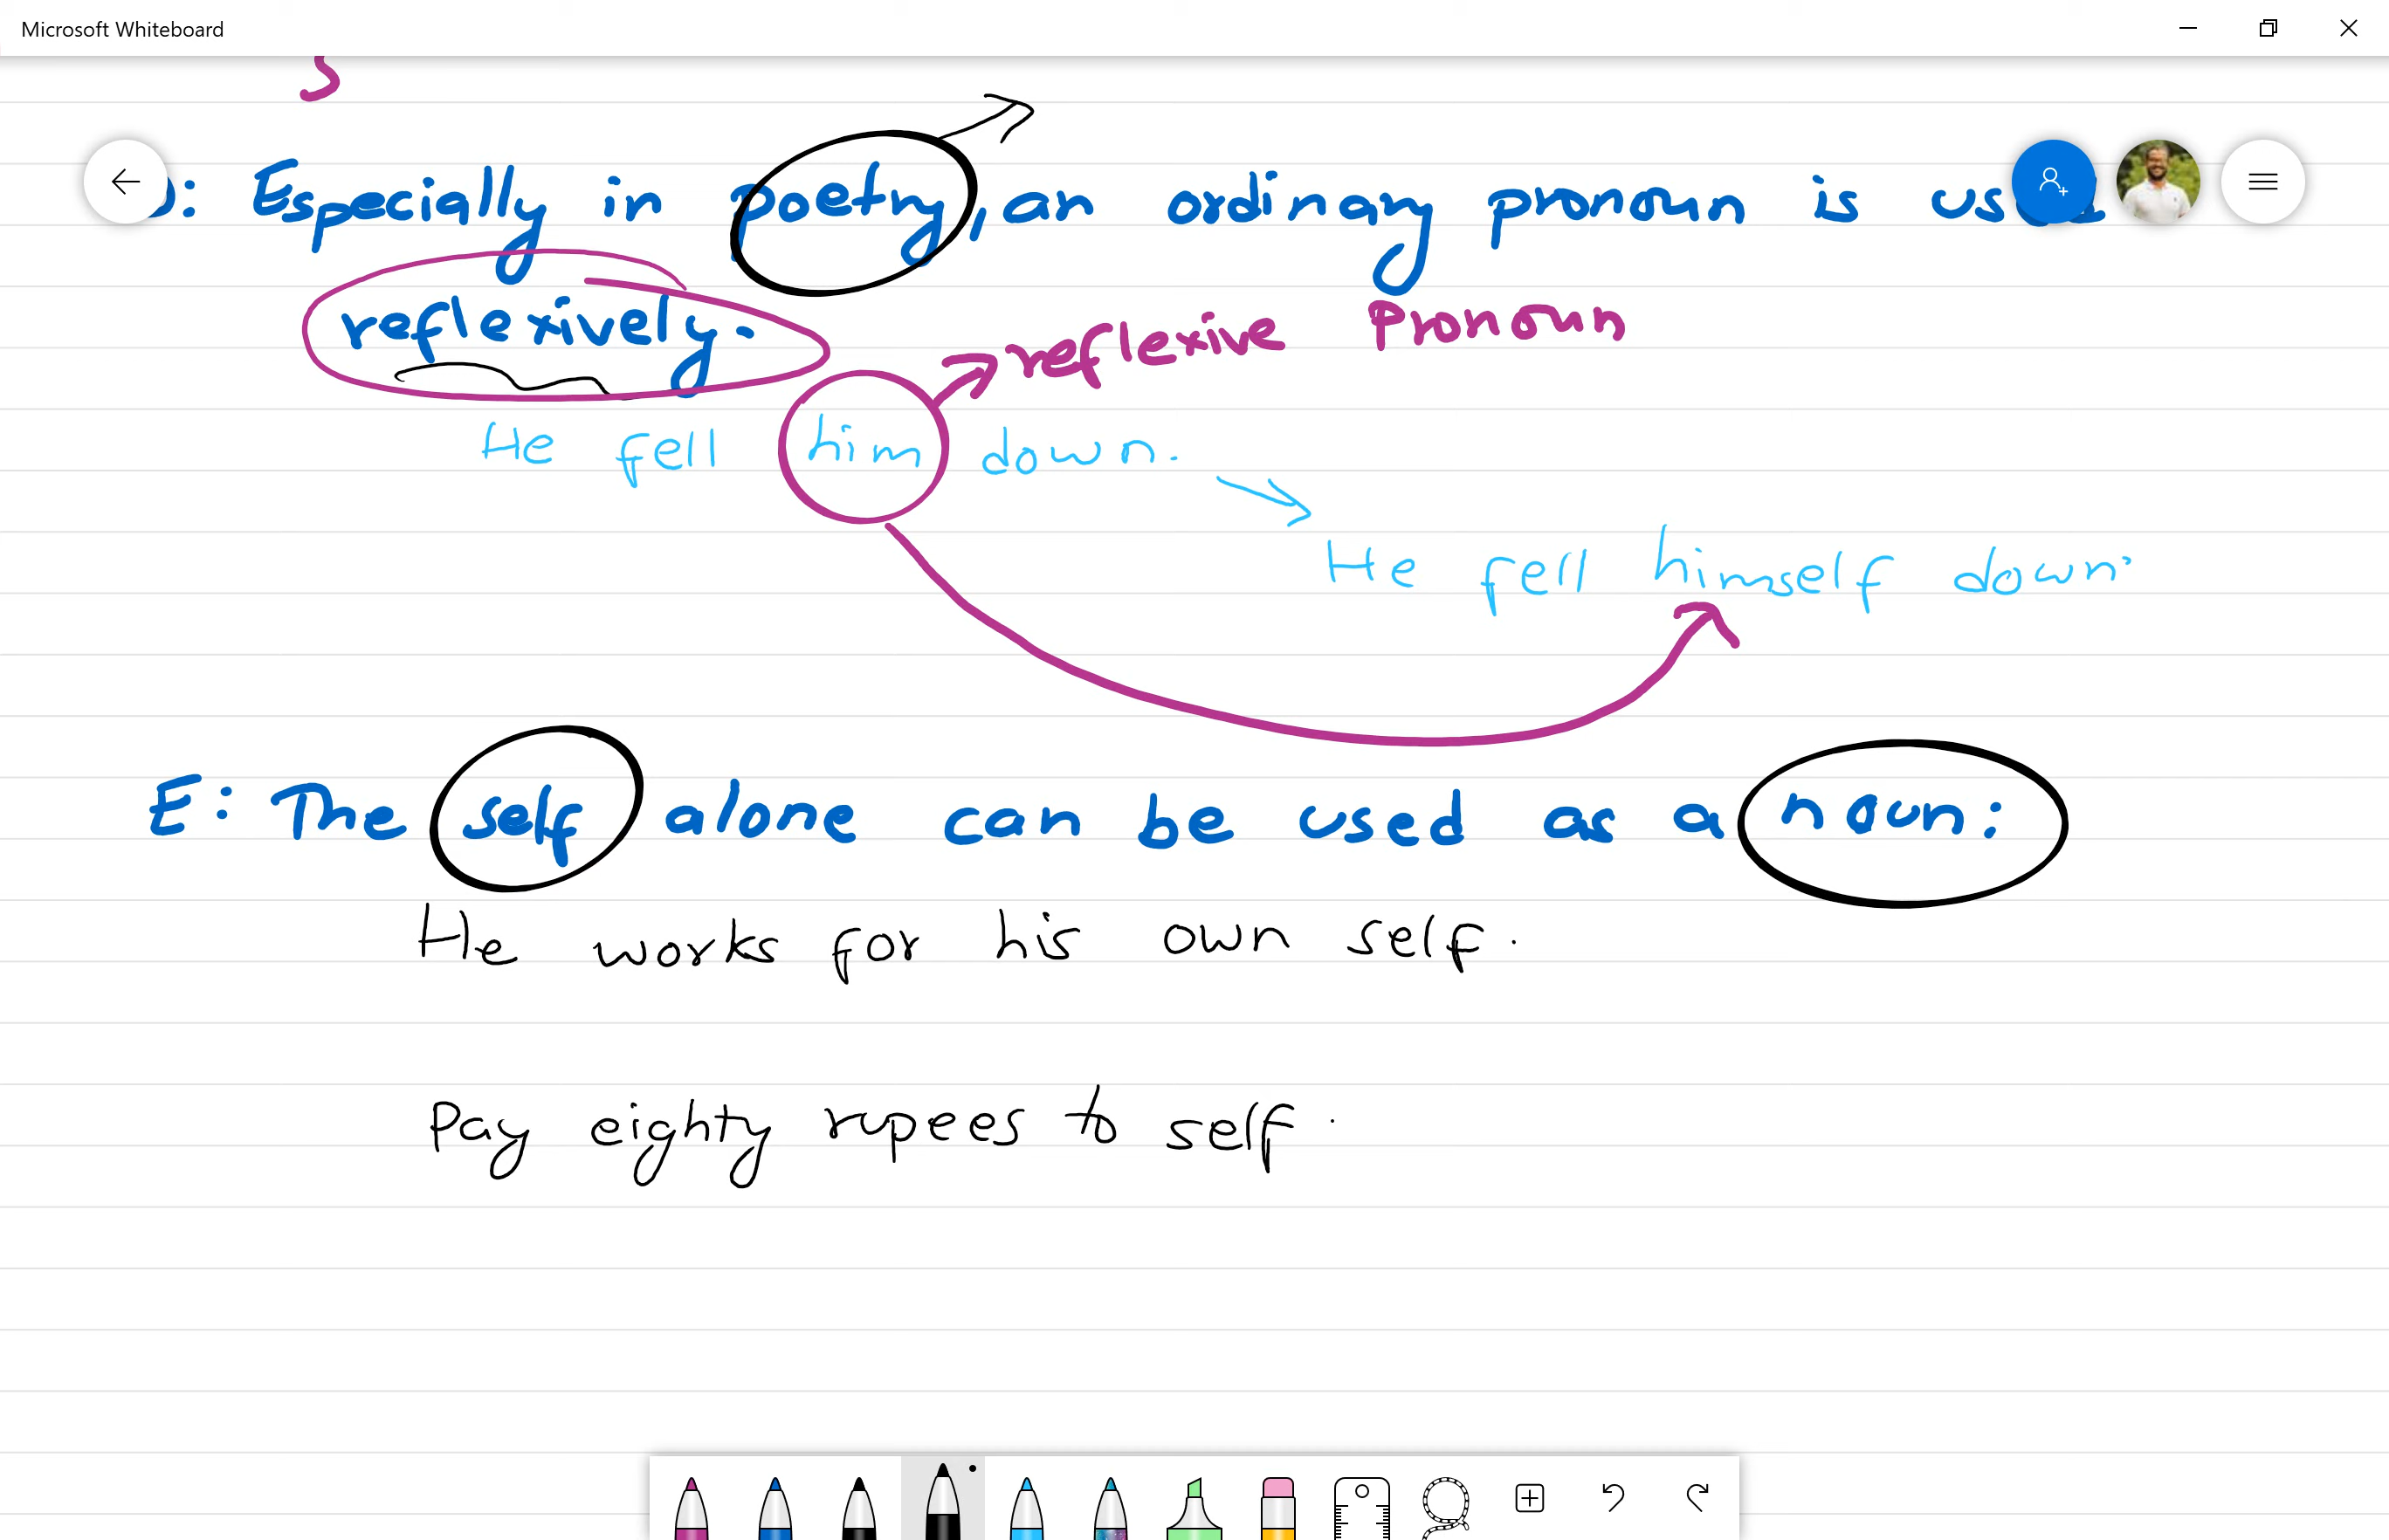 Microsoft Whiteboard
: Especially in poetry, an ordinary pronoun is
reflexively.
reflexive Pronoun
He fell him down.
He fell himself down.
E: The self alone can be used as a noun:
He works for his own self.
Pay eighty rupees to self.